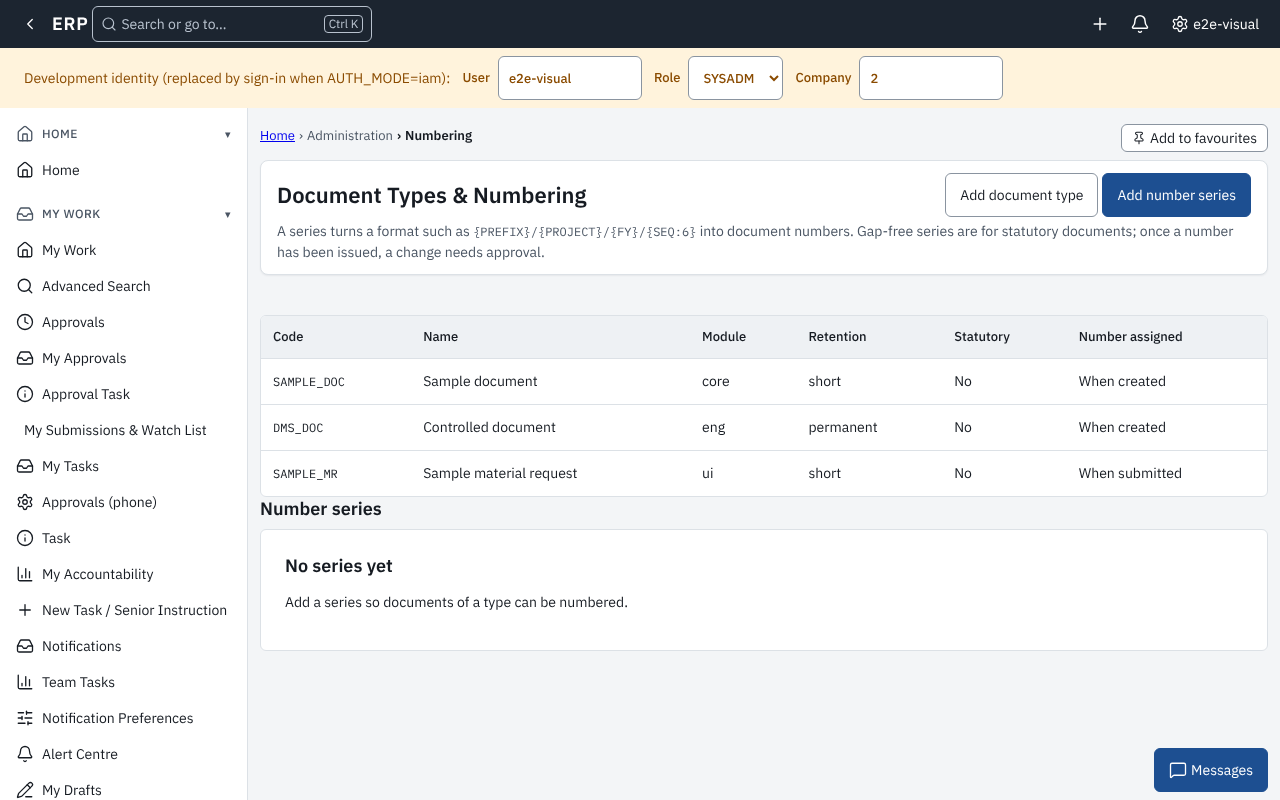 ERP
Search or go to...
Ctrl K
e2e-visual
Development identity (replaced by sign-in when AUTH_MODE=iam):
User
e2e-visual
Role
SYSADM
Company
2
HOME
Home
MY WORK
My Work
Advanced Search
Approvals
My Approvals
Approval Task
My Submissions & Watch List
My Tasks
Approvals (phone)
Task
My Accountability
New Task / Senior Instruction
Notifications
Team Tasks
Notification Preferences
Alert Centre
My Drafts
Home › Administration › Numbering
Add to favourites
Document Types & Numbering
Add document type
Add number series
A series turns a format such as {PREFIX}/{PROJECT}/{FY}/{SEQ:6} into document numbers. Gap-free series are for statutory documents; once a number
has been issued, a change needs approval.
Code Name Module Retention Statutory Number assigned
SAMPLE_DOC Sample document core short No When created
DMS_DOC Controlled document eng permanent No When created
SAMPLE_MR Sample material request ui short No When submitted
Number series
No series yet
Add a series so documents of a type can be numbered.
Messages